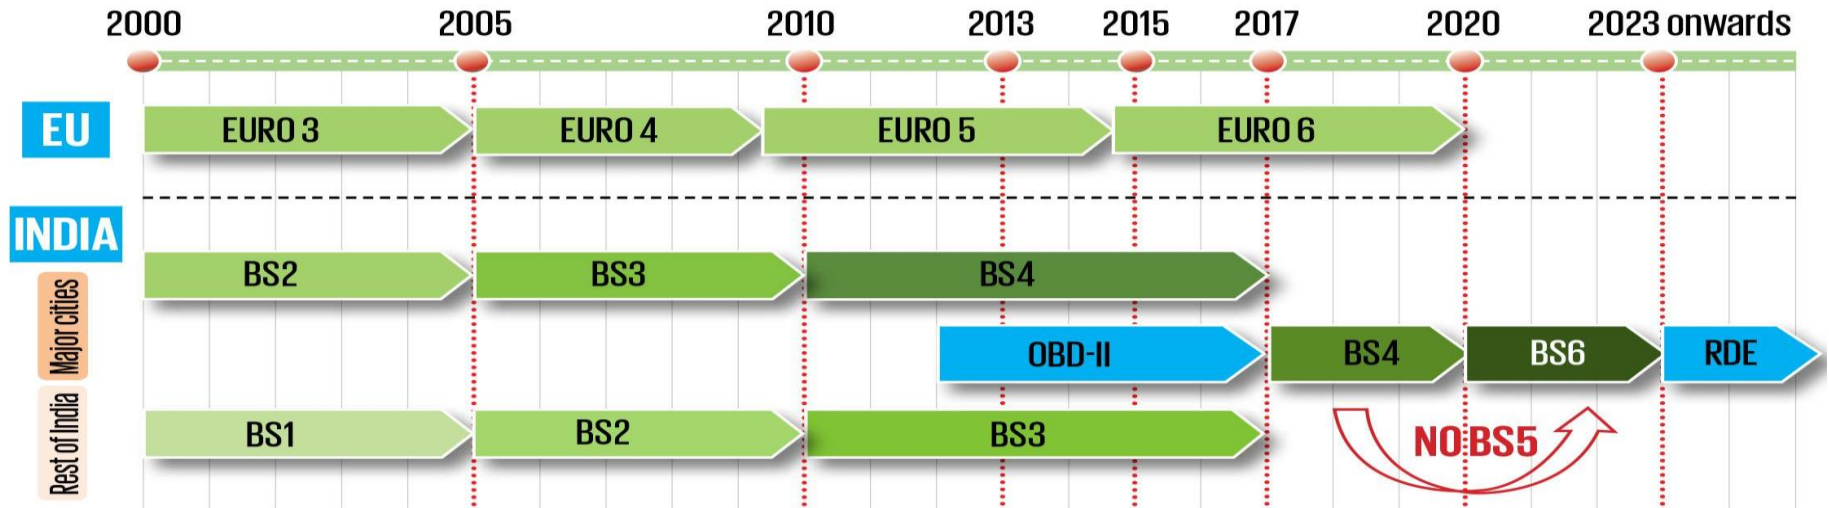 2000 2005 2010 2013 2015 2017 2020 2023 onwards
EU EURO 3 EURO 4 EURO 5 EURO 6
INDIA
Major cities
BS2 BS3 BS4
OBD-II BS4 BS6 RDE
Rest of India
BS1 BS2 BS3
NO BS5